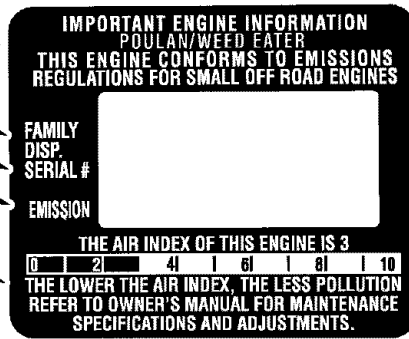 IMPORTANT ENGINE INFORMATION
POULAN/WEED EATER
THIS ENGINE CONFORMS TO EMISSIONS
REGULATIONS FOR SMALL OFF ROAD ENGINES
FAMILY
DISP.
SERIAL #
EMISSION
THE AIR INDEX OF THIS ENGINE IS 3
0 2 4 6 8 10
THE LOWER THE AIR INDEX, THE LESS POLLUTION
REFER TO OWNER'S MANUAL FOR MAINTENANCE
SPECIFICATIONS AND ADJUSTMENTS.